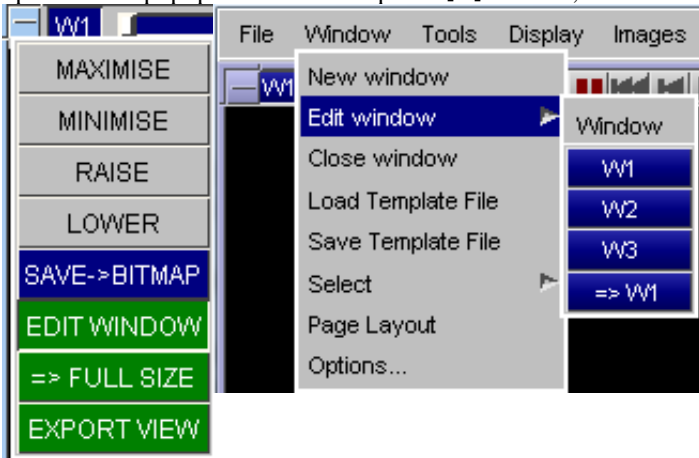 W1
MAXIMISE
MINIMISE
RAISE
LOWER
SAVE->BITMAP
EDIT WINDOW
=> FULL SIZE
EXPORT VIEW
File Window Tools Display Images
W1
New window
Edit window
Close window
Load Template File
Save Template File
Select
Page Layout
Options...
Window
W1
W2
W3
=> W1